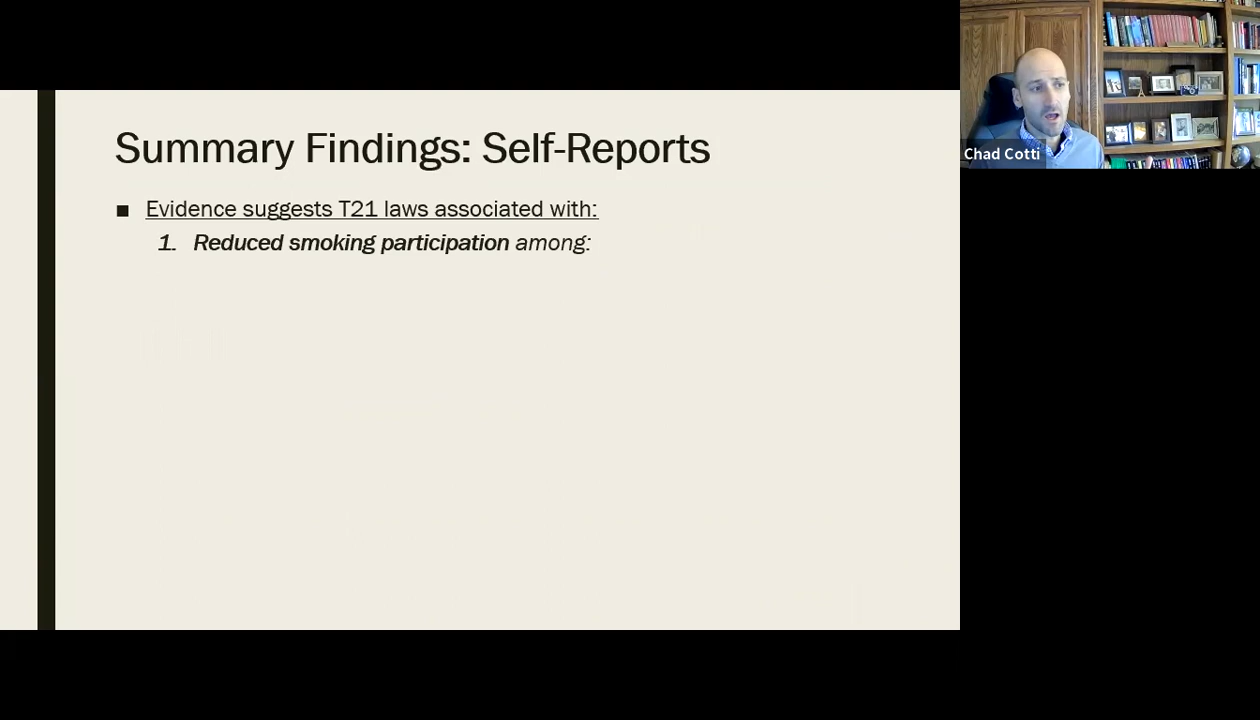 Summary Findings: Self-Reports
■ Evidence suggests T21 laws associated with:
1. Reduced smoking participation among:
Chad Cotti